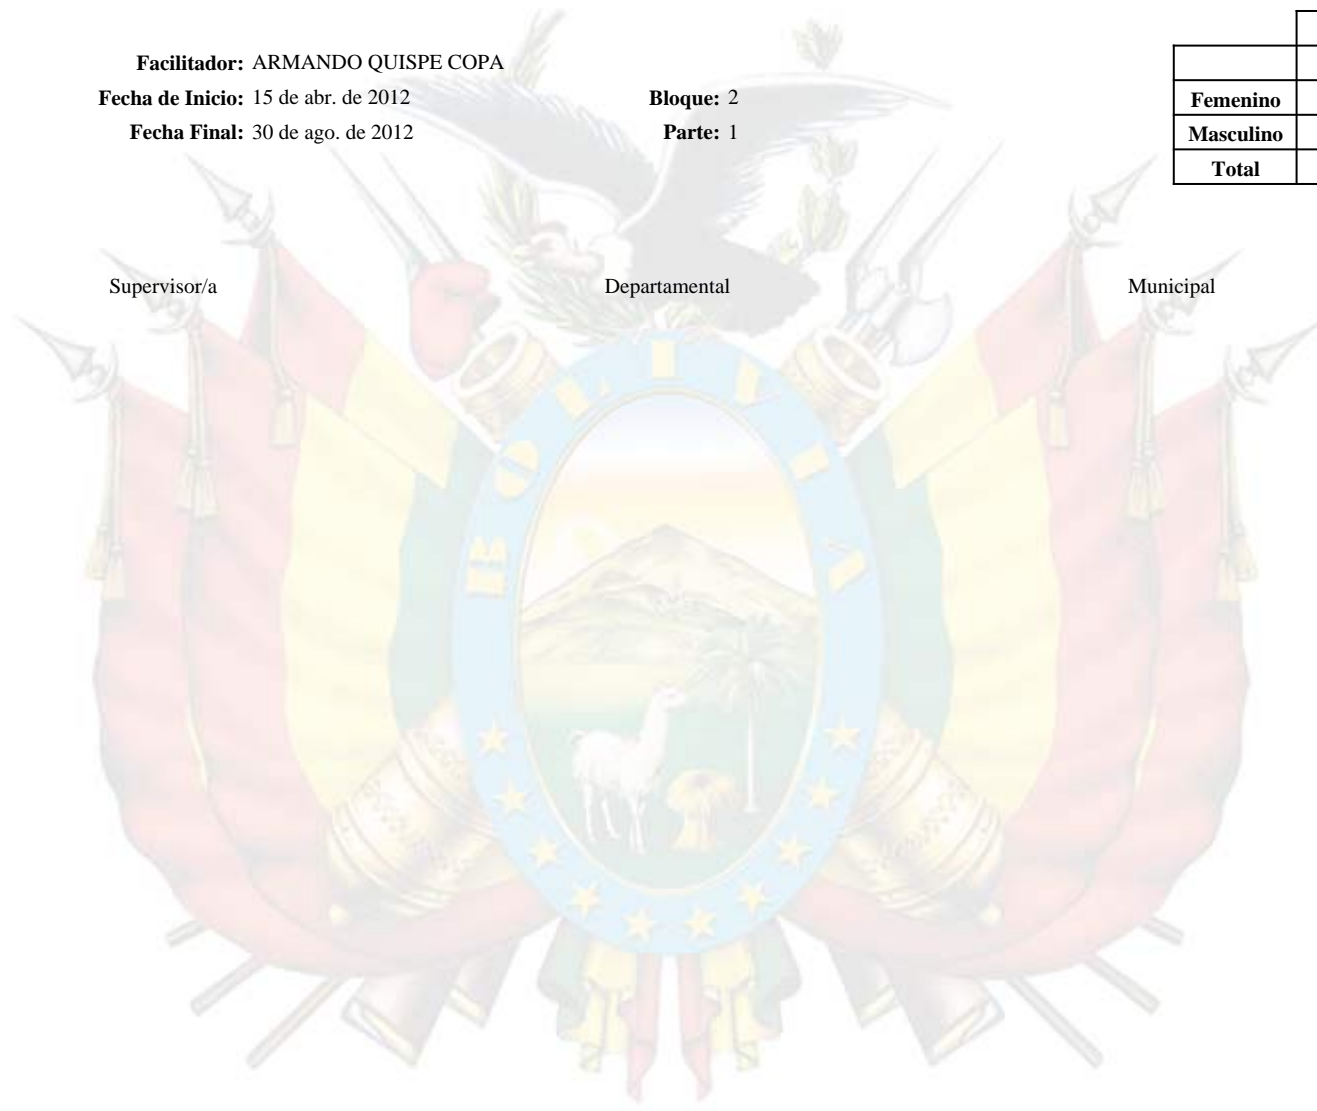 Facilitador: ARMANDO QUISPE COPA
Fecha de Inicio: 15 de abr. de 2012
Bloque: 2
Fecha Final: 30 de ago. de 2012
Parte: 1
Femenino
Masculino
Total
Supervisor/a
Departamental
Municipal
BOLIVIA